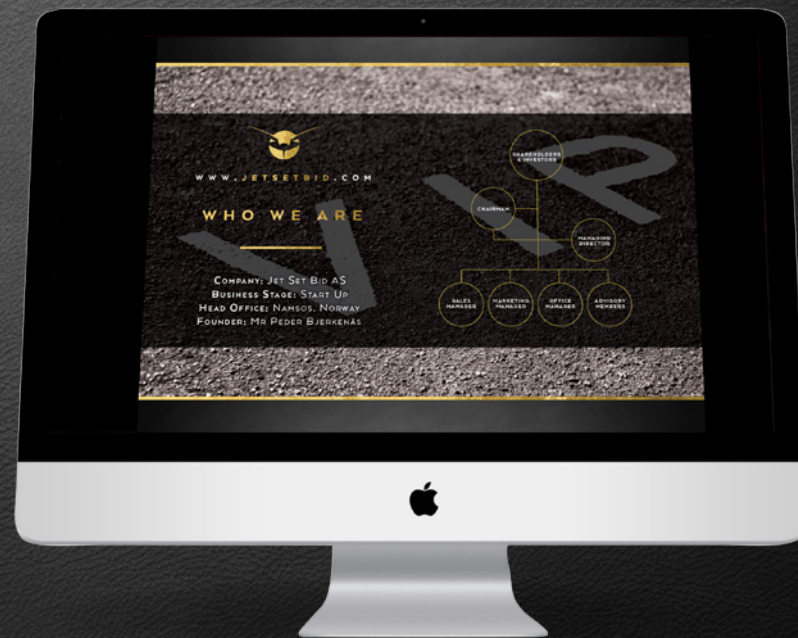 WWW.JETSETBID.COM
WHO WE ARE
COMPANY: JET SET BID AS
BUSINESS STAGE: START UP
HEAD OFFICE: NAMSOS, NORWAY
FOUNDER: MR PEDER BJERKENÅS
VIP
SHAREHOLDERS
& INVESTORS
CHAIRMAN
MANAGING
DIRECTOR
SALES
MANAGER
MARKETING
MANAGER
OFFICE
MANAGER
ADVISORY
MEMBERS